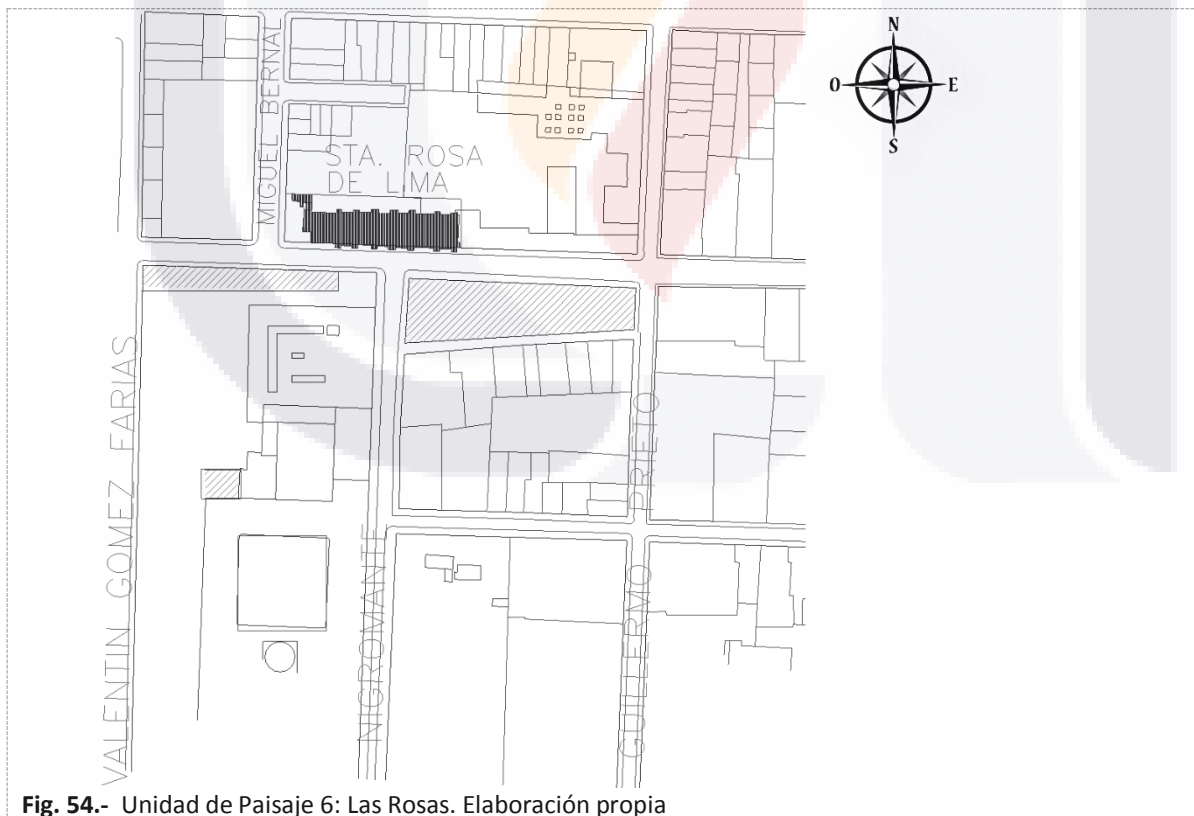 MIGUEL BERNAL
N
O
E
S
STA. ROSA
DE LIMA
VALENTIN GOMEZ FARIAS
NIGROMANTE
GUILLERMO PRIETO
Fig. 54.- Unidad de Paisaje 6: Las Rosas. Elaboración propia